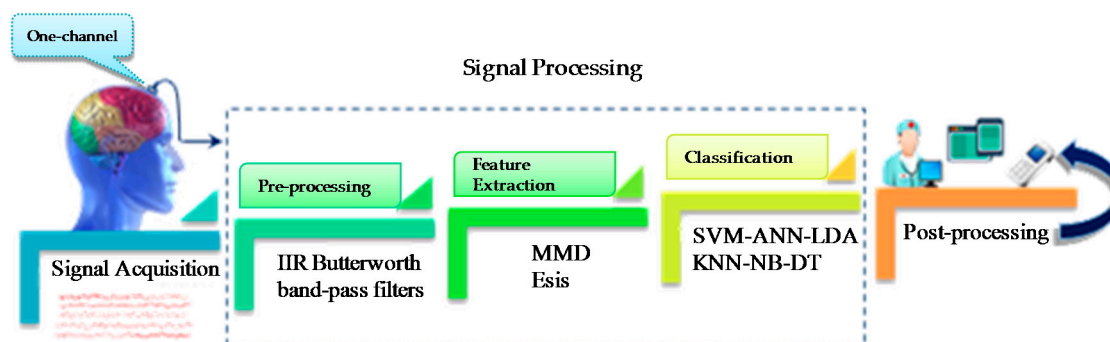 One-channel
Signal Processing
Pre-processing
Feature
Extraction
Classification
Signal Acquisition
IIR Butterworth
band-pass filters
MMD
Esis
SVM-ANN-LDA
KNN-NB-DT
Post-processing